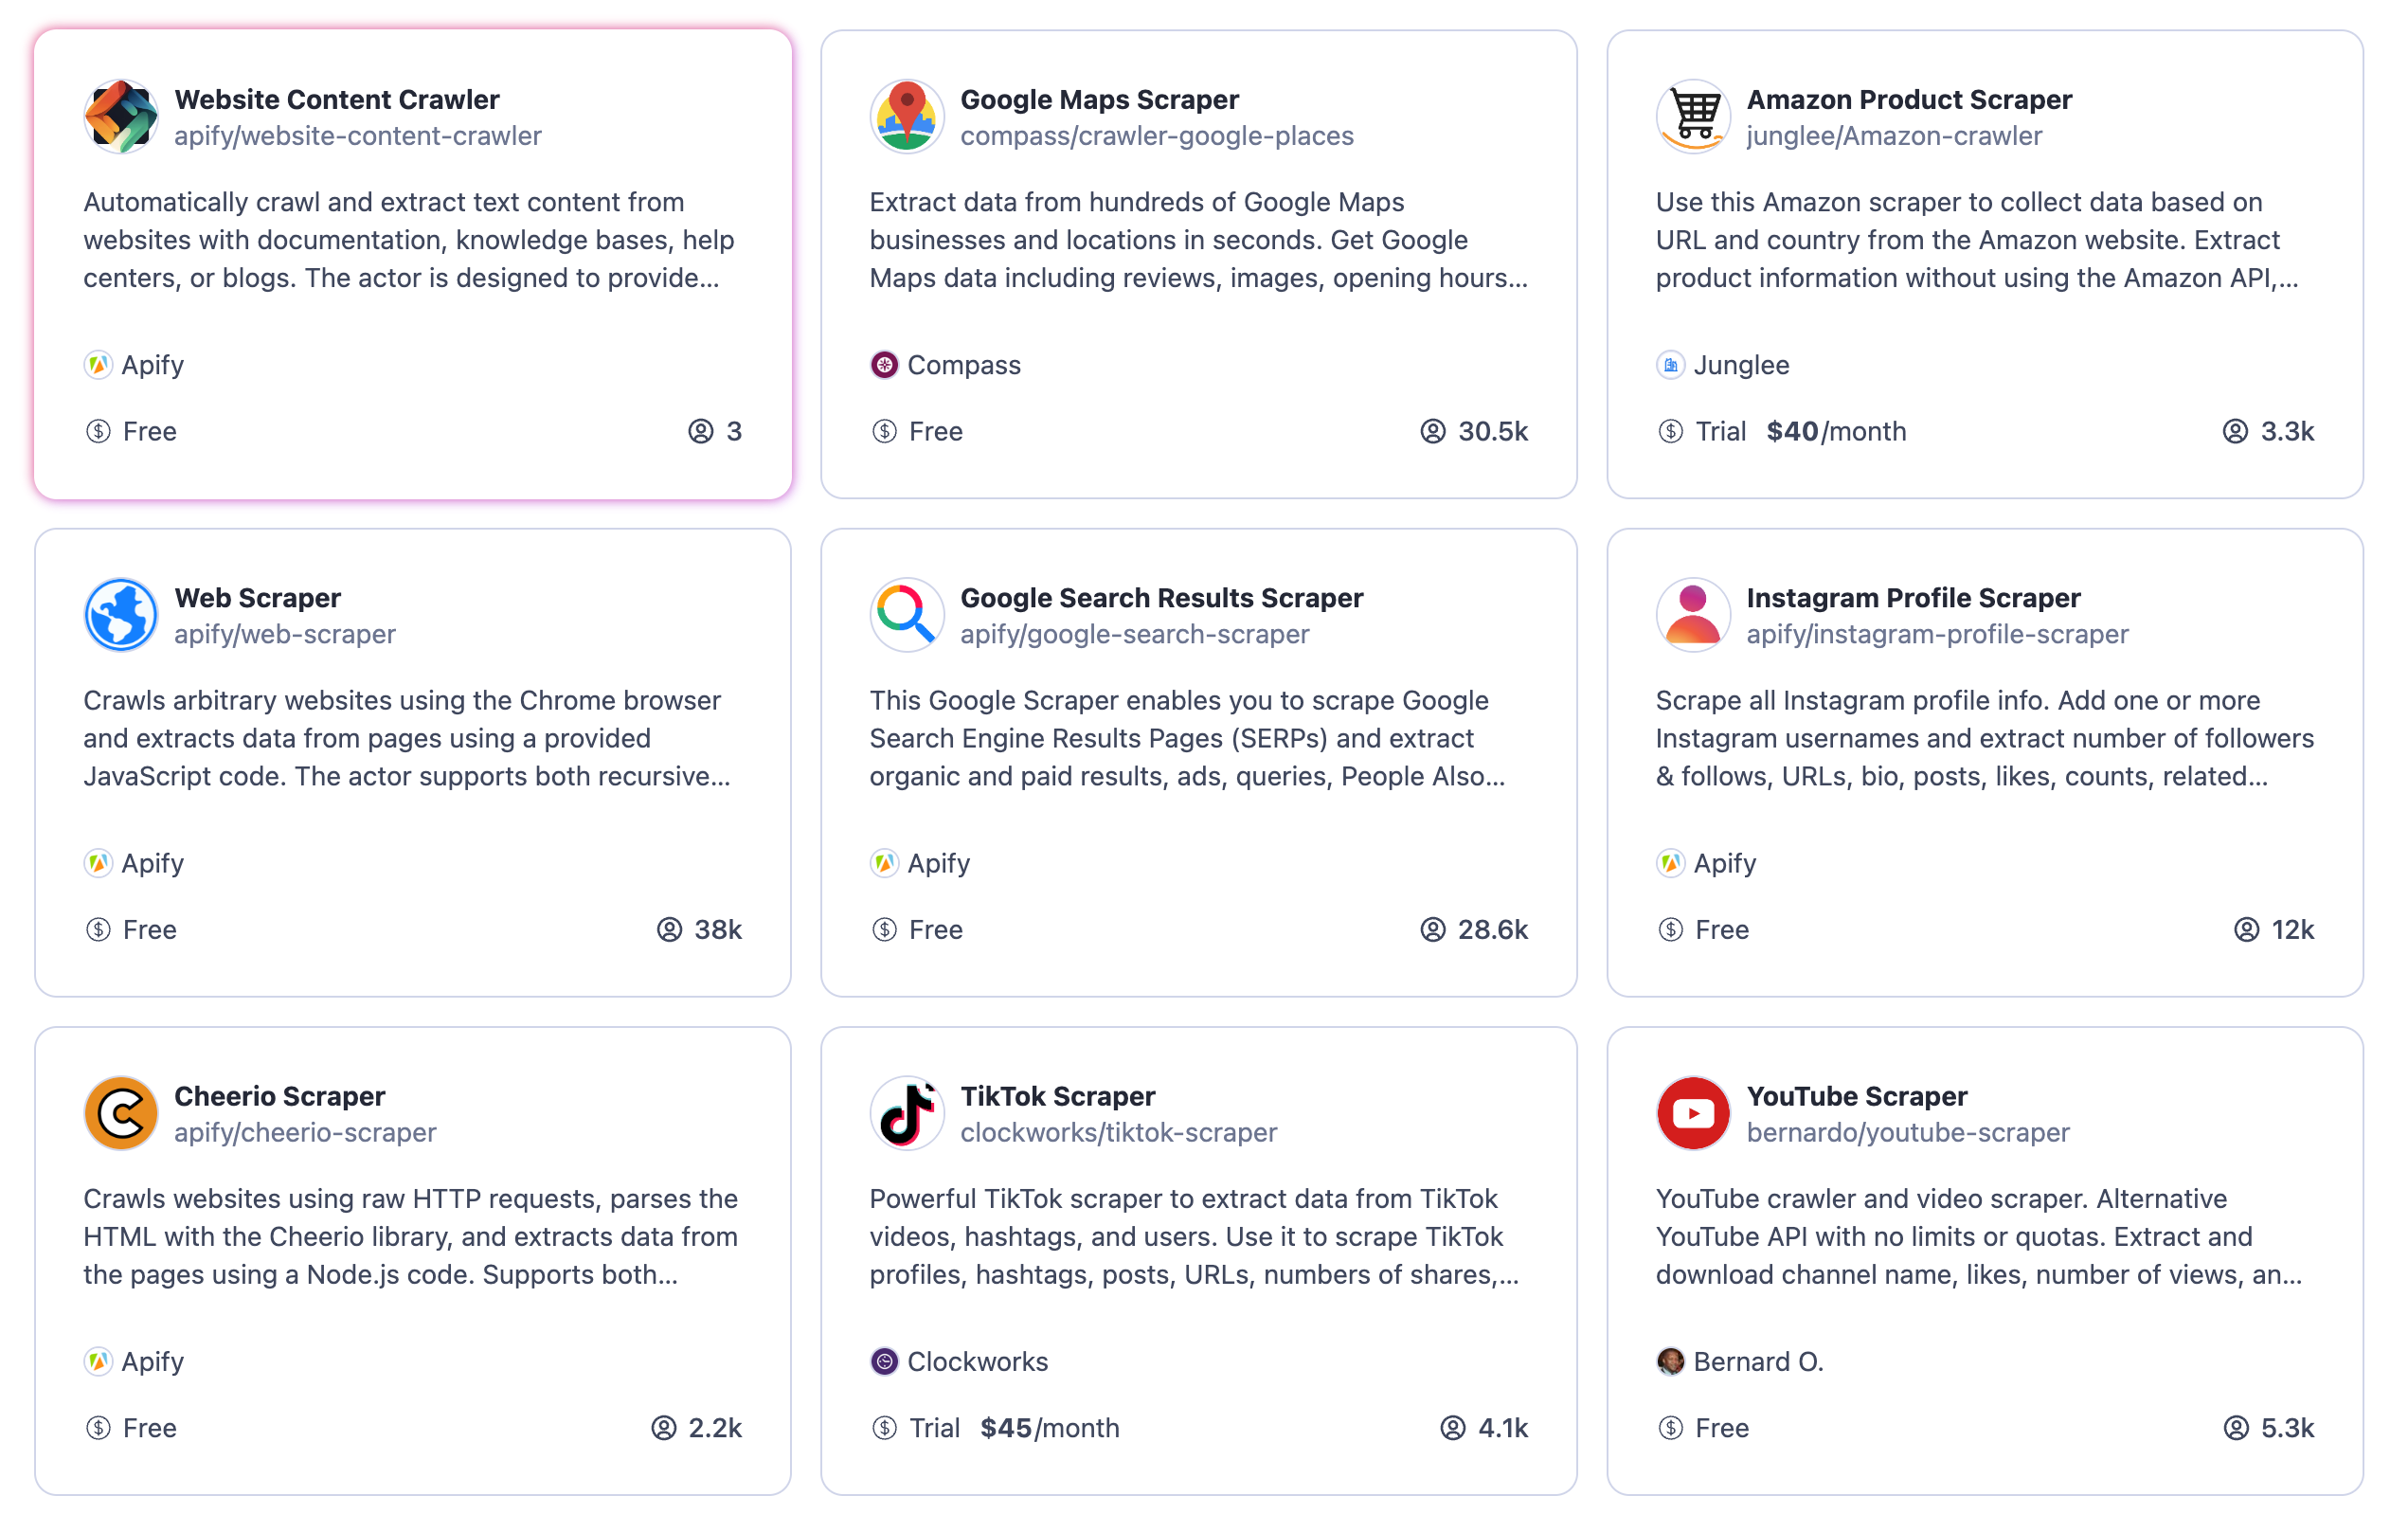 Website Content Crawler
apify/website-content-crawler
Automatically crawl and extract text content from
websites with documentation, knowledge bases, help
centers, or blogs. The actor is designed to provide...
Apify
Free
3
Google Maps Scraper
compass/crawler-google-places
Extract data from hundreds of Google Maps
businesses and locations in seconds. Get Google
Maps data including reviews, images, opening hours...
Compass
Free
30.5k
Amazon Product Scraper
junglee/Amazon-crawler
Use this Amazon scraper to collect data based on
URL and country from the Amazon website. Extract
product information without using the Amazon API,...
Junglee
Trial $40/month
3.3k
Web Scraper
apify/web-scraper
Crawls arbitrary websites using the Chrome browser
and extracts data from pages using a provided
JavaScript code. The actor supports both recursive...
Apify
Free
38k
Google Search Results Scraper
apify/google-search-scraper
This Google Scraper enables you to scrape Google
Search Engine Results Pages (SERPs) and extract
organic and paid results, ads, queries, People Also...
Apify
Free
28.6k
Instagram Profile Scraper
apify/instagram-profile-scraper
Scrape all Instagram profile info. Add one or more
Instagram usernames and extract number of followers
& follows, URLs, bio, posts, likes, counts, related...
Apify
Free
12k
Cheerio Scraper
apify/cheerio-scraper
Crawls websites using raw HTTP requests, parses the
HTML with the Cheerio library, and extracts data from
the pages using a Node.js code. Supports both...
Apify
Free
2.2k
TikTok Scraper
clockworks/tiktok-scraper
Powerful TikTok scraper to extract data from TikTok
videos, hashtags, and users. Use it to scrape TikTok
profiles, hashtags, posts, URLs, numbers of shares,...
Clockworks
Trial $45/month
4.1k
YouTube Scraper
bernardo/youtube-scraper
YouTube crawler and video scraper. Alternative
YouTube API with no limits or quotas. Extract and
download channel name, likes, number of views, an...
Bernard O.
Free
5.3k